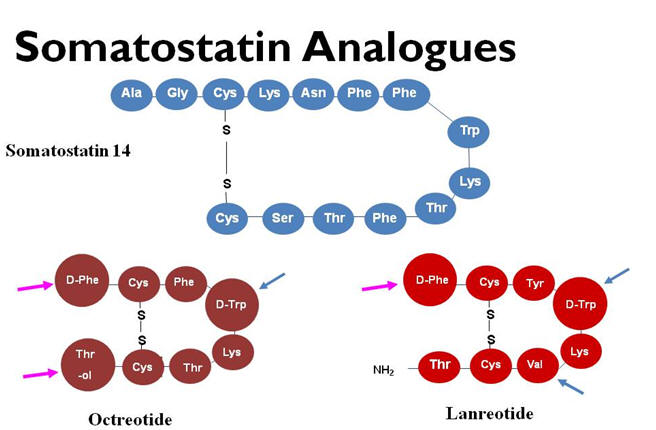 Somatostatin Analogues
Ala Gly Cys Lys Asn Phe Phe
S
Trp
Somatostatin 14
S
Lys
Cys Ser Thr Phe Thr
D-Phe Cys Phe
D-Trp
S
S
Thr
-ol
Cys Thr Lys
Octreotide
D-Phe Cys Tyr
D-Trp
S
S
NH2 Thr Cys Val Lys
Lanreotide